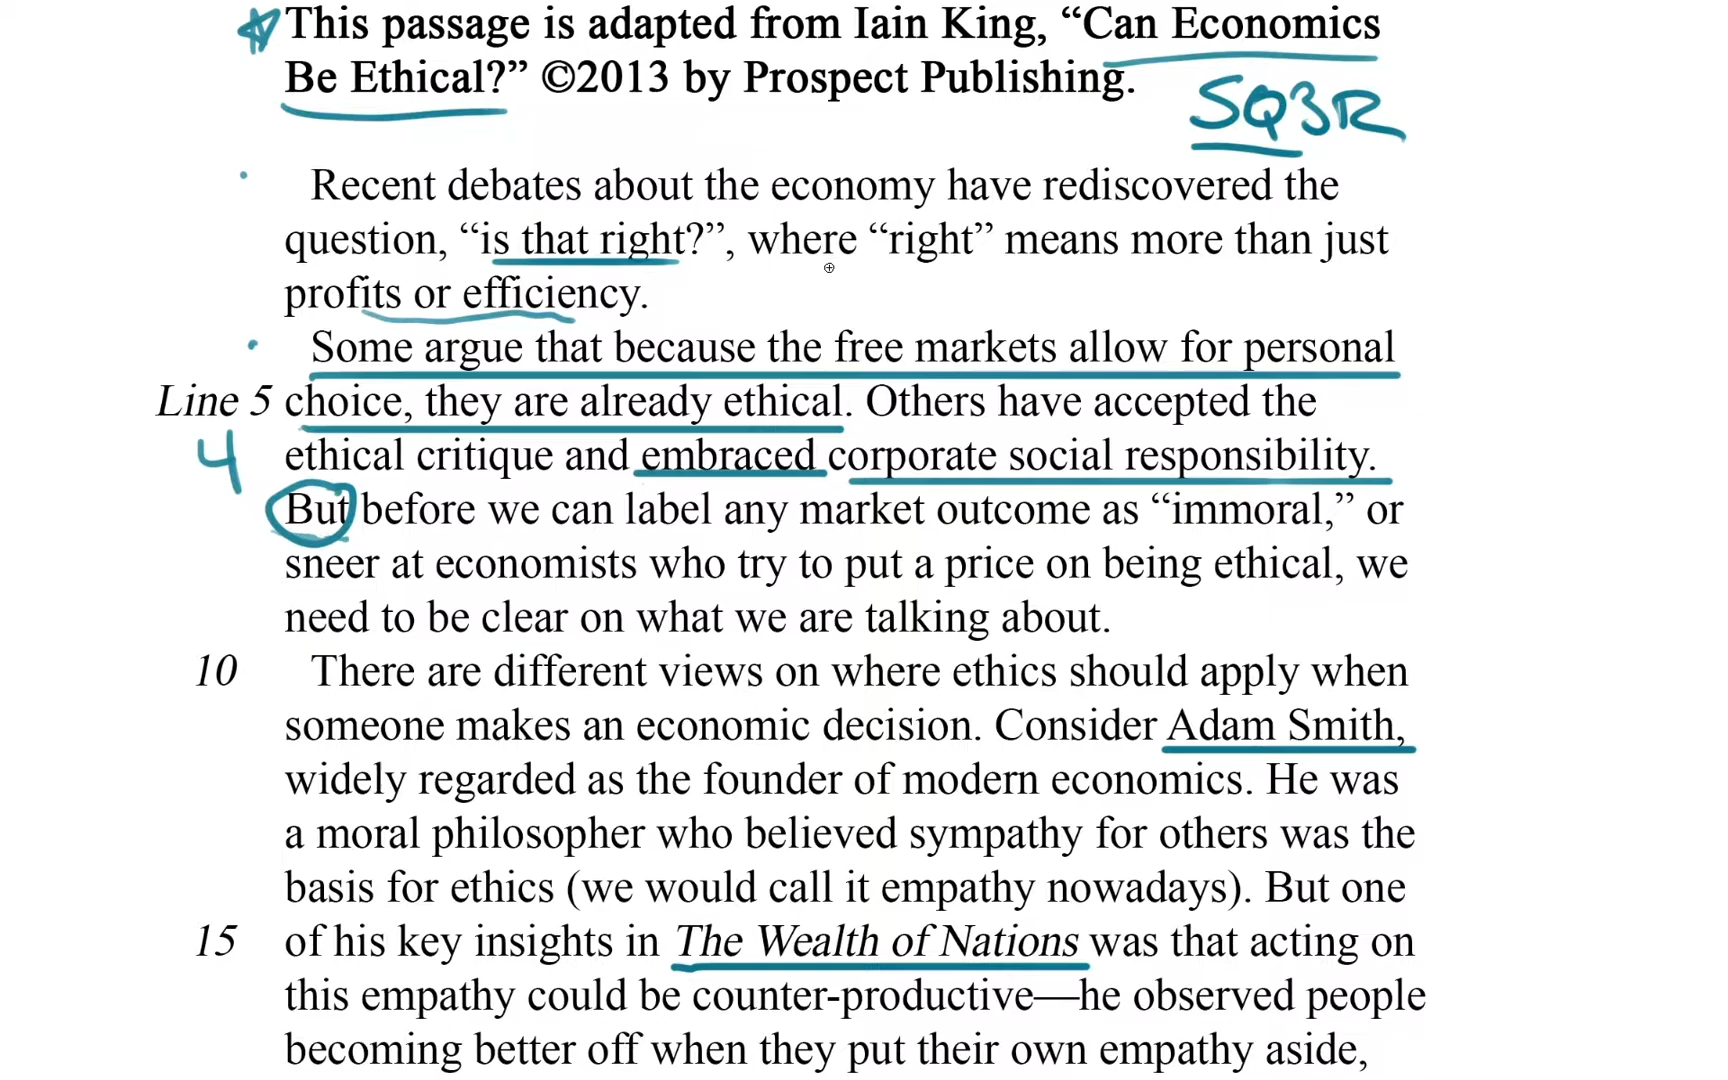 This passage is adapted from Iain King, “Can Economics
Be Ethical?” ©2013 by Prospect Publishing.
SQ3R
Recent debates about the economy have rediscovered the
question, “is that right?”, where “right” means more than just
profits or efficiency.
Some argue that because the free markets allow for personal
Line 5 choice, they are already ethical. Others have accepted the
4 ethical critique and embraced corporate social responsibility.
But before we can label any market outcome as “immoral,” or
sneer at economists who try to put a price on being ethical, we
need to be clear on what we are talking about.
10 There are different views on where ethics should apply when
someone makes an economic decision. Consider Adam Smith,
widely regarded as the founder of modern economics. He was
a moral philosopher who believed sympathy for others was the
basis for ethics (we would call it empathy nowadays). But one
15 of his key insights in The Wealth of Nations was that acting on
this empathy could be counter-productive—he observed people
becoming better off when they put their own empathy aside,